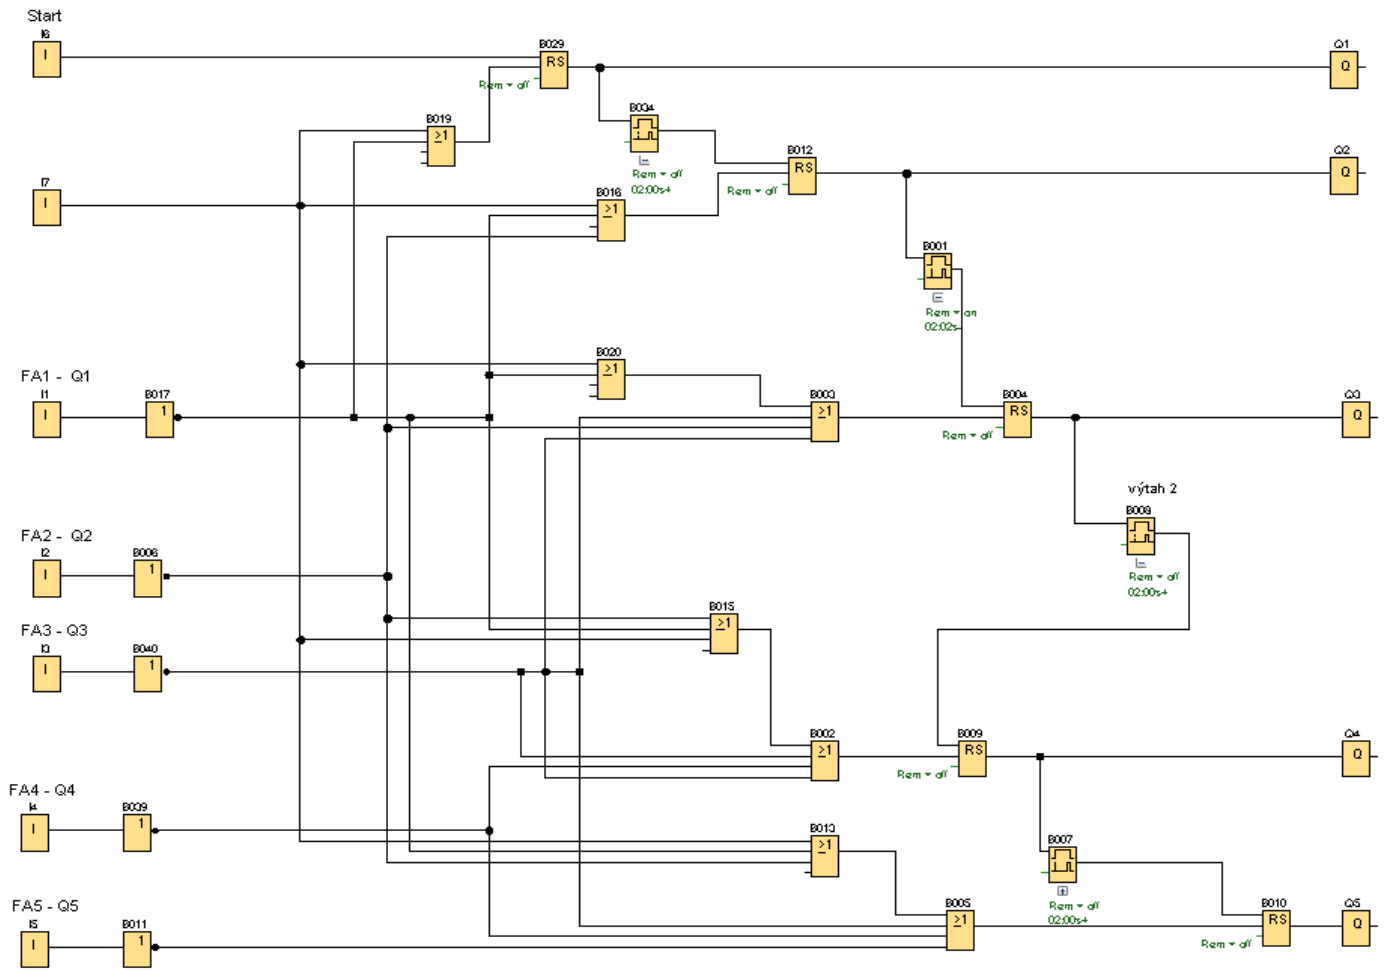 Start
I6
I
B029
RS
Rem = off
Q1
Q
B034
Rem = off
02:00s+
B019
≥1
B012
RS
Rem = off
Q2
Q
I7
I
B016
≥1
B001
Rem = on
02:02s-
B020
≥1
FA1 - Q1
I1
I
B017
1
B003
≥1
B004
RS
Rem = off
Q3
Q
výtah 2
B008
Rem = off
02:00s+
FA2 - Q2
I2
I
B006
1
B015
≥1
FA3 - Q3
I3
I
B040
1
B002
≥1
B009
RS
Rem = off
Q4
Q
FA4 - Q4
I4
I
B039
1
B013
≥1
B007
Rem = off
02:00s+
FA5 - Q5
I5
I
B011
1
B005
≥1
B010
RS
Rem = off
Q5
Q